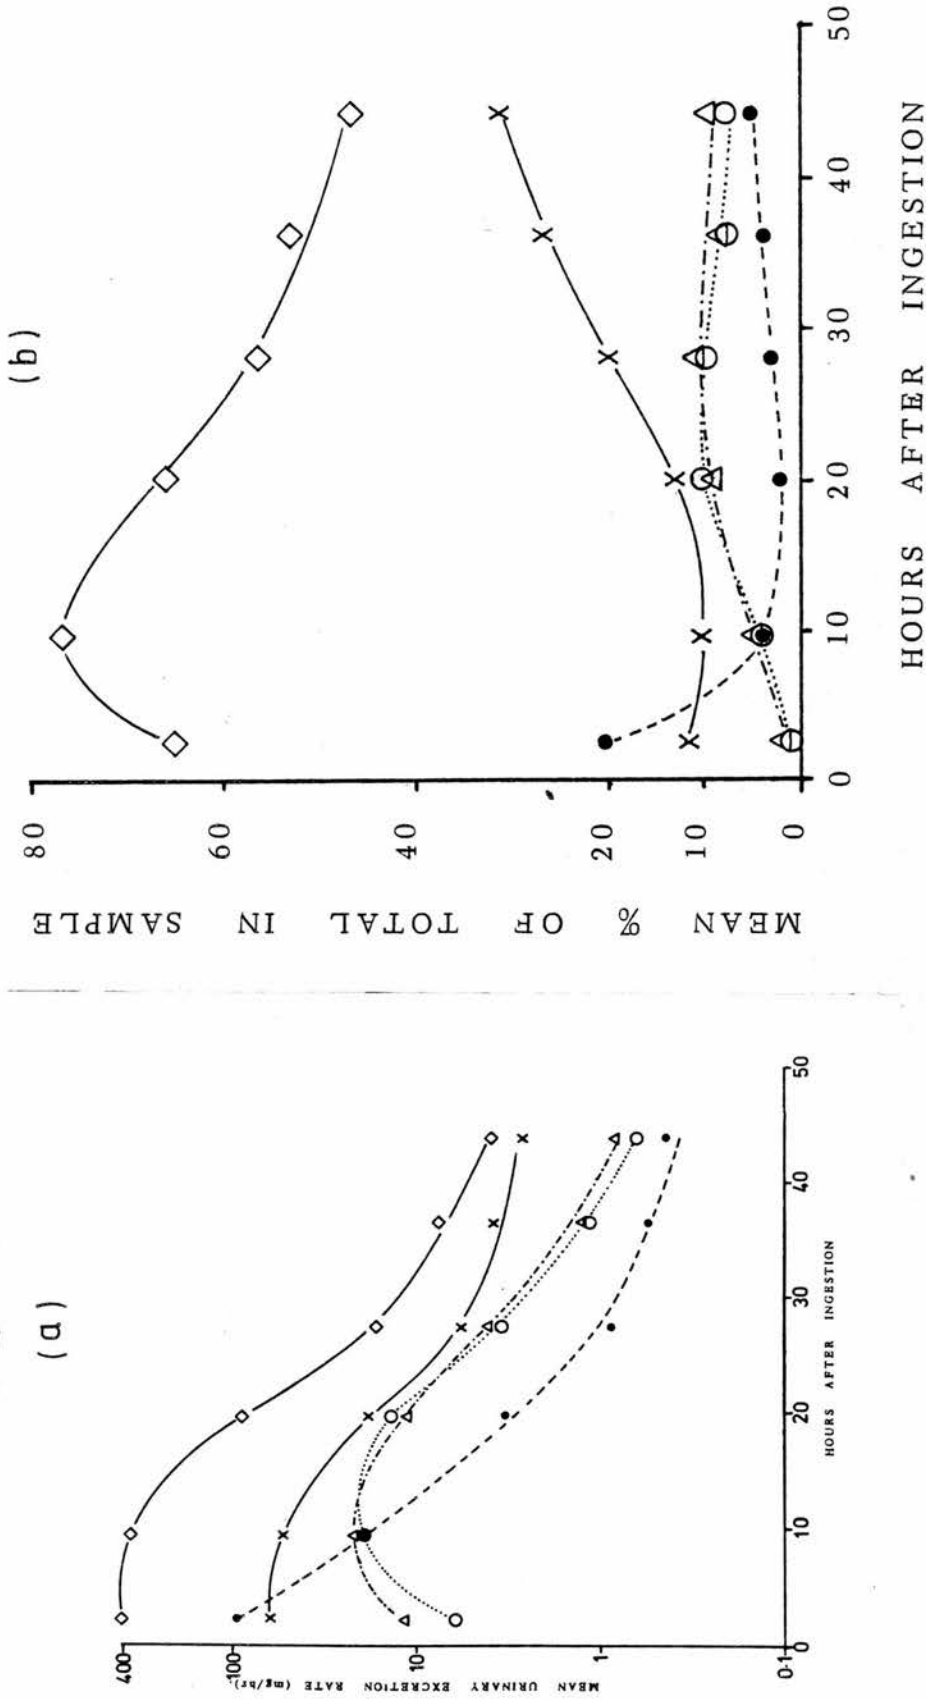 (a)
MEAN URINARY EXCRETION RATE (mg/hr).
400
100
10
1
0·1
0 10 20 30 40 50
HOURS AFTER INGESTION
(b)
MEAN % OF TOTAL IN SAMPLE
80
60
40
20
10
0
0 10 20 30 40 50
HOURS AFTER INGESTION